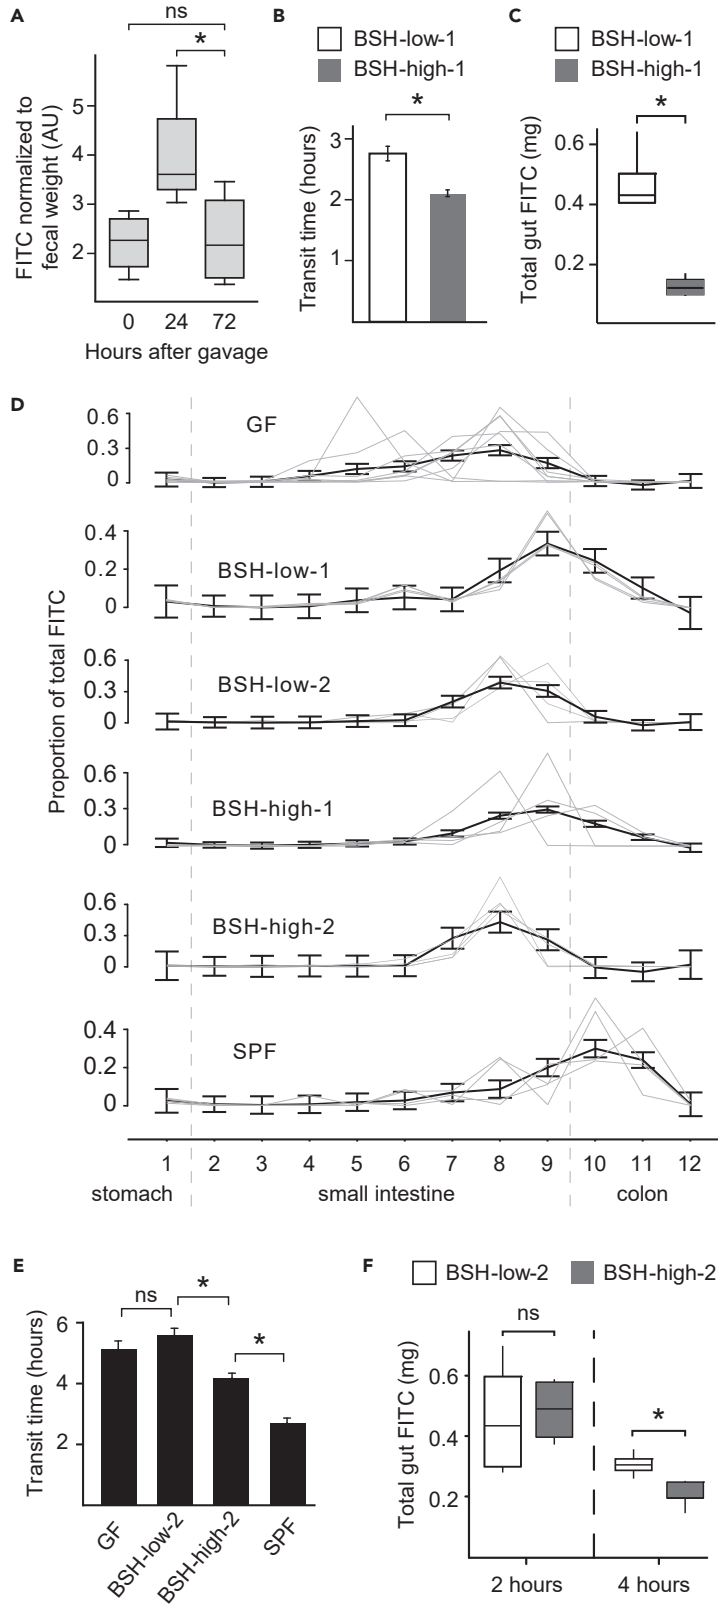 A
ns
*
FITC normalized to
fecal weight (AU)
5
4
3
2
0 24 72
Hours after gavage
B
BSH-low-1
BSH-high-1
*
Transit time (hours)
3
2
1
C
BSH-low-1
BSH-high-1
*
Total gut FITC (mg)
0.6
0.4
0.2
D
Proportion of total FITC
GF
0.6
0.3
0
BSH-low-1
0.4
0.2
0
BSH-low-2
0.6
0.3
0
BSH-high-1
0.6
0.3
0
BSH-high-2
0.6
0.3
0
SPF
0.4
0.2
0
1 2 3 4 5 6 7 8 9 10 11 12
stomach small intestine colon
E
ns
*
*
Transit time (hours)
6
4
2
GF
BSH-low-2
BSH-high-2
SPF
F
BSH-low-2 BSH-high-2
ns
*
Total gut FITC (mg)
0.6
0.4
0.2
2 hours 4 hours